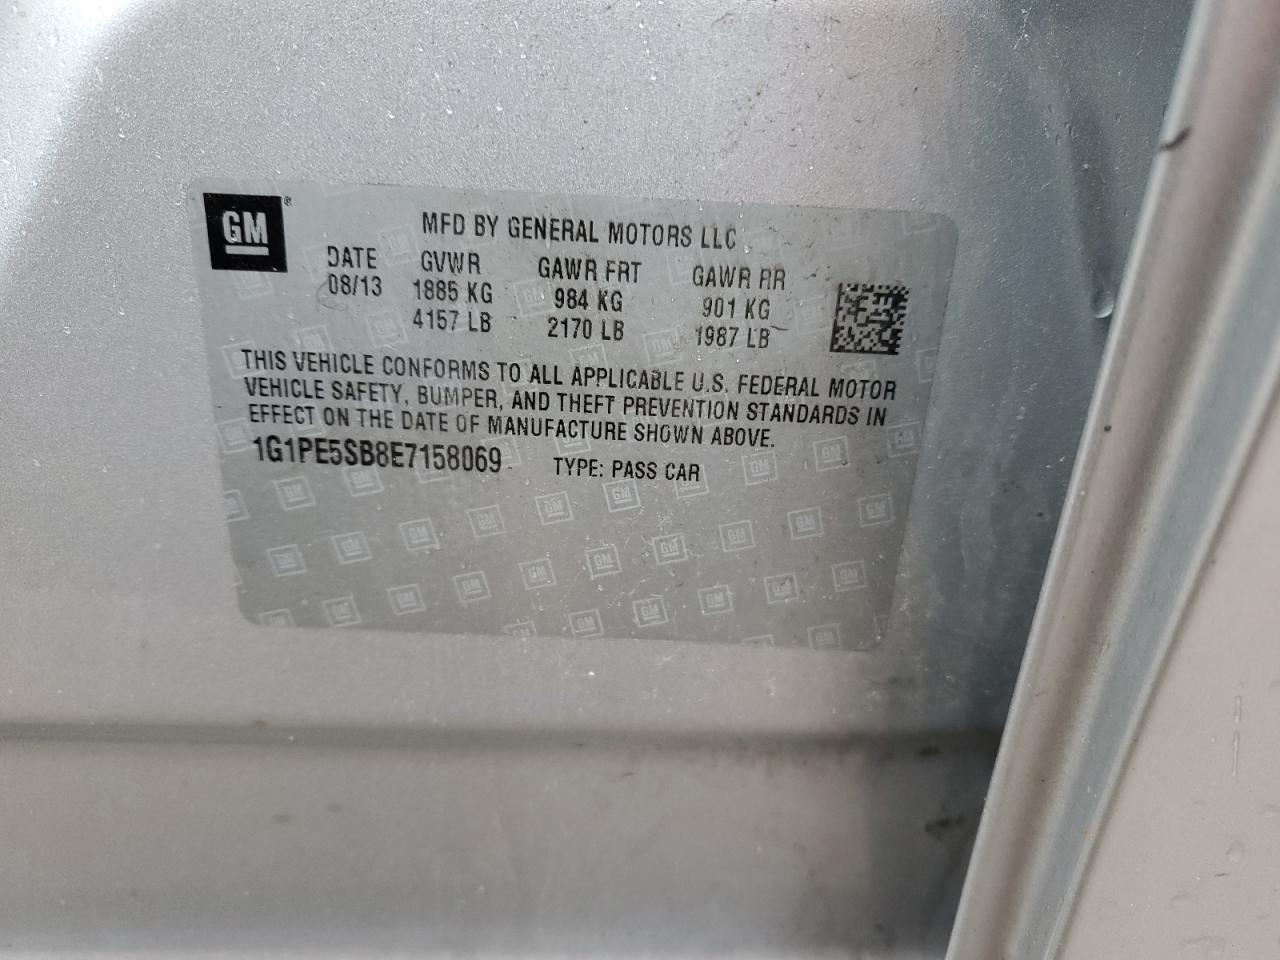 GM®
MFD BY GENERAL MOTORS LLC
DATE GVWR GAWR FRT GAWR RR
08/13 1885 KG 984 KG 901 KG
4157 LB 2170 LB 1987 LB
THIS VEHICLE CONFORMS TO ALL APPLICABLE U.S. FEDERAL MOTOR
VEHICLE SAFETY, BUMPER, AND THEFT PREVENTION STANDARDS IN
EFFECT ON THE DATE OF MANUFACTURE SHOWN ABOVE.
1G1PE5SB8E7158069 TYPE: PASS CAR